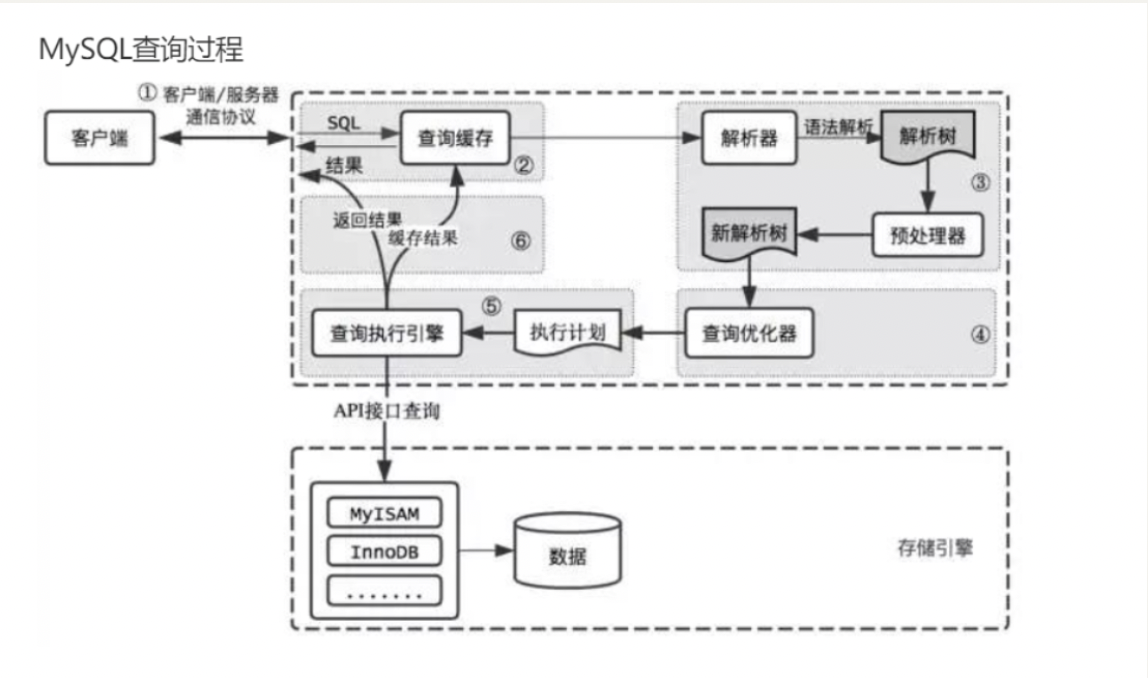 MySQL查询过程
① 客户端/服务器
通信协议
客户端
SQL
结果
查询缓存
②
解析器
语法解析
解析树
③
预处理器
新解析树
返回结果
缓存结果
⑥
查询执行引擎
⑤
执行计划
查询优化器
④
API接口查询
MyISAM
InnoDB
.......
数据
存储引擎